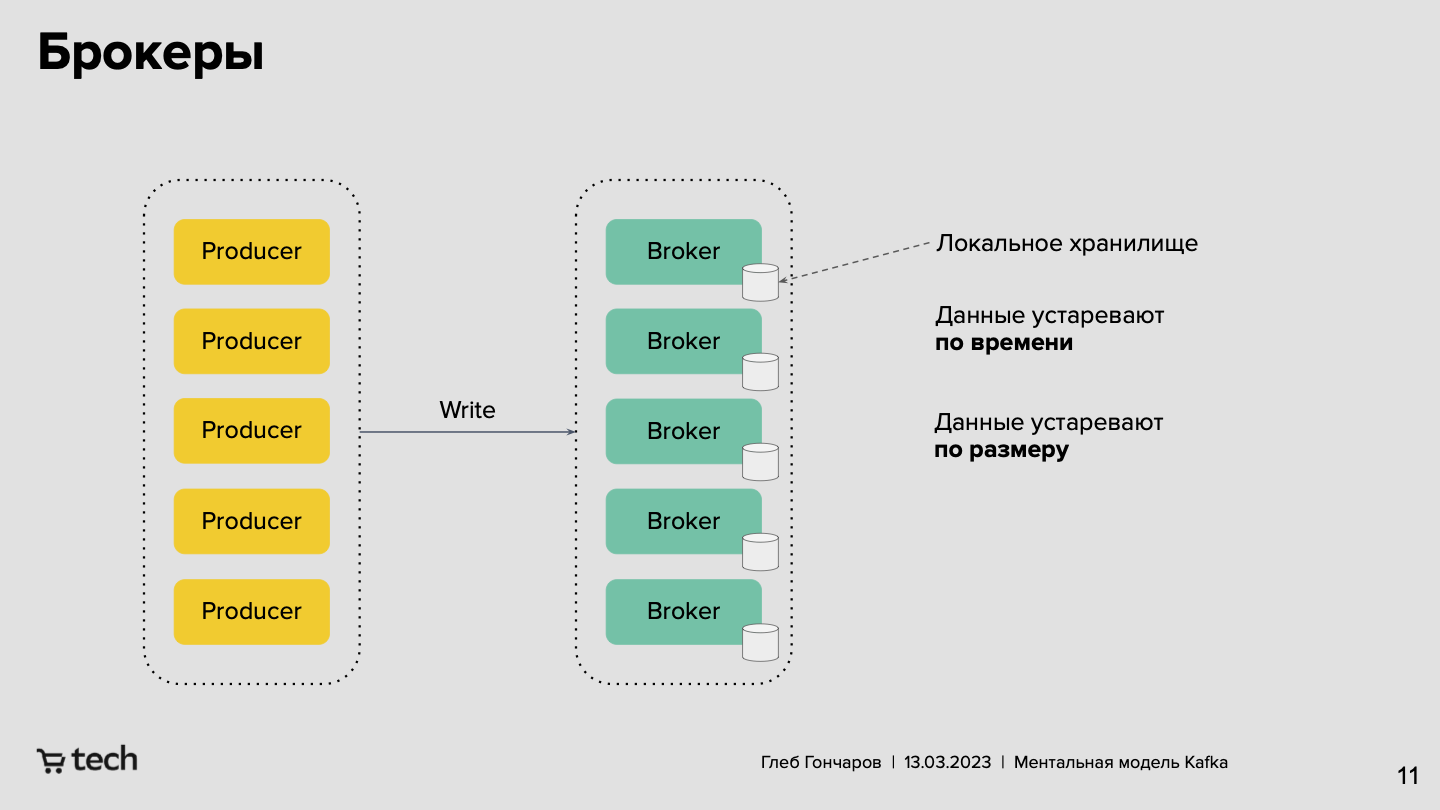 Брокеры
Producer
Producer
Producer
Producer
Producer
Write
Broker
Broker
Broker
Broker
Broker
Локальное хранилище
Данные устаревают
по времени
Данные устаревают
по размеру
tech
Глеб Гончаров | 13.03.2023 | Ментальная модель Kafka
11